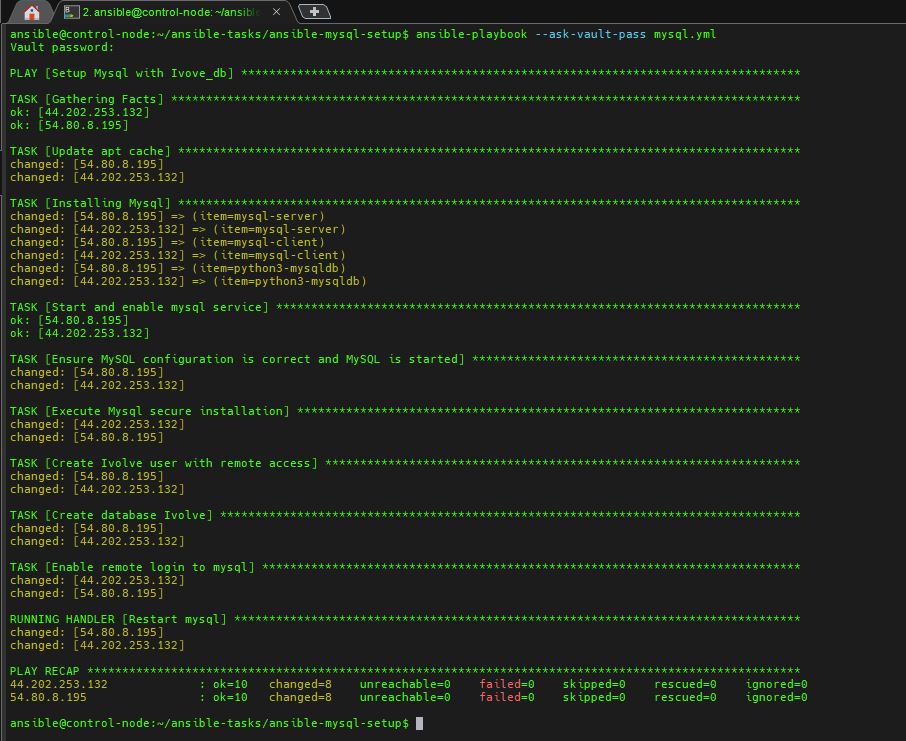 2. ansible@control-node: ~/ansible-
ansible@control-node:~/ansible-tasks/ansible-mysql-setup$ ansible-playbook --ask-vault-pass mysql.yml
Vault password:
PLAY [Setup Mysql with Ivove_db] ********************************************************************************
TASK [Gathering Facts] ******************************************************************************************
ok: [44.202.253.132]
ok: [54.80.8.195]
TASK [Update apt cache] *****************************************************************************************
changed: [54.80.8.195]
changed: [44.202.253.132]
TASK [Installing Mysql] *****************************************************************************************
changed: [54.80.8.195] => (item=mysql-server)
changed: [44.202.253.132] => (item=mysql-server)
changed: [54.80.8.195] => (item=mysql-client)
changed: [44.202.253.132] => (item=mysql-client)
changed: [54.80.8.195] => (item=python3-mysqldb)
changed: [44.202.253.132] => (item=python3-mysqldb)
TASK [Start and enable mysql service] ***************************************************************************
ok: [54.80.8.195]
ok: [44.202.253.132]
TASK [Ensure MySQL configuration is correct and MySQL is started] ***********************************************
changed: [54.80.8.195]
changed: [44.202.253.132]
TASK [Execute Mysql secure installation] ************************************************************************
changed: [44.202.253.132]
changed: [54.80.8.195]
TASK [Create Ivolve user with remote access] ********************************************************************
changed: [54.80.8.195]
changed: [44.202.253.132]
TASK [Create database Ivolve] ***********************************************************************************
changed: [54.80.8.195]
changed: [44.202.253.132]
TASK [Enable remote login to mysql] *****************************************************************************
changed: [44.202.253.132]
changed: [54.80.8.195]
RUNNING HANDLER [Restart mysql] *********************************************************************************
changed: [54.80.8.195]
changed: [44.202.253.132]
PLAY RECAP ******************************************************************************************************
44.202.253.132 : ok=10 changed=8 unreachable=0 failed=0 skipped=0 rescued=0 ignored=0
54.80.8.195 : ok=10 changed=8 unreachable=0 failed=0 skipped=0 rescued=0 ignored=0
ansible@control-node:~/ansible-tasks/ansible-mysql-setup$